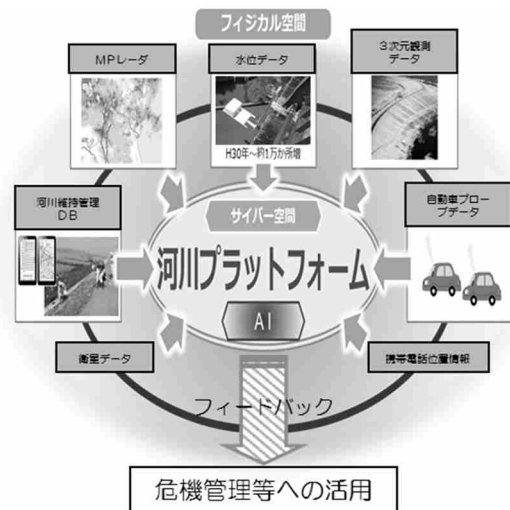 フィジカル空間
MPレーダ
水位データ
3次元観測
データ
H30年~約1万か所増
河川維持管理
DB
サイバー空間
自動車プロー
ブデータ
河川プラットフォーム
AI
衛星データ
携帯電話位置情報
フィードバック
危機管理等への活用